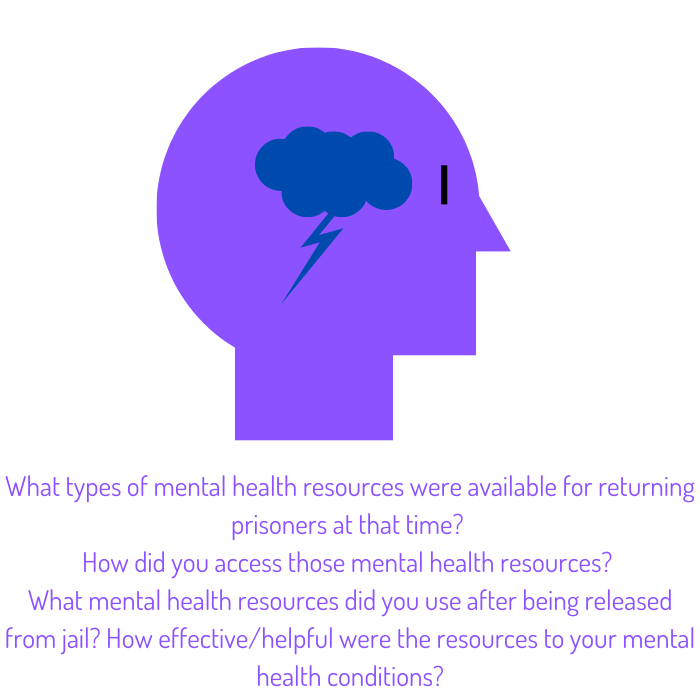 What types of mental health resources were available for returning
prisoners at that time?
How did you access those mental health resources?
What mental health resources did you use after being released
from jail? How effective/helpful were the resources to your mental
health conditions?